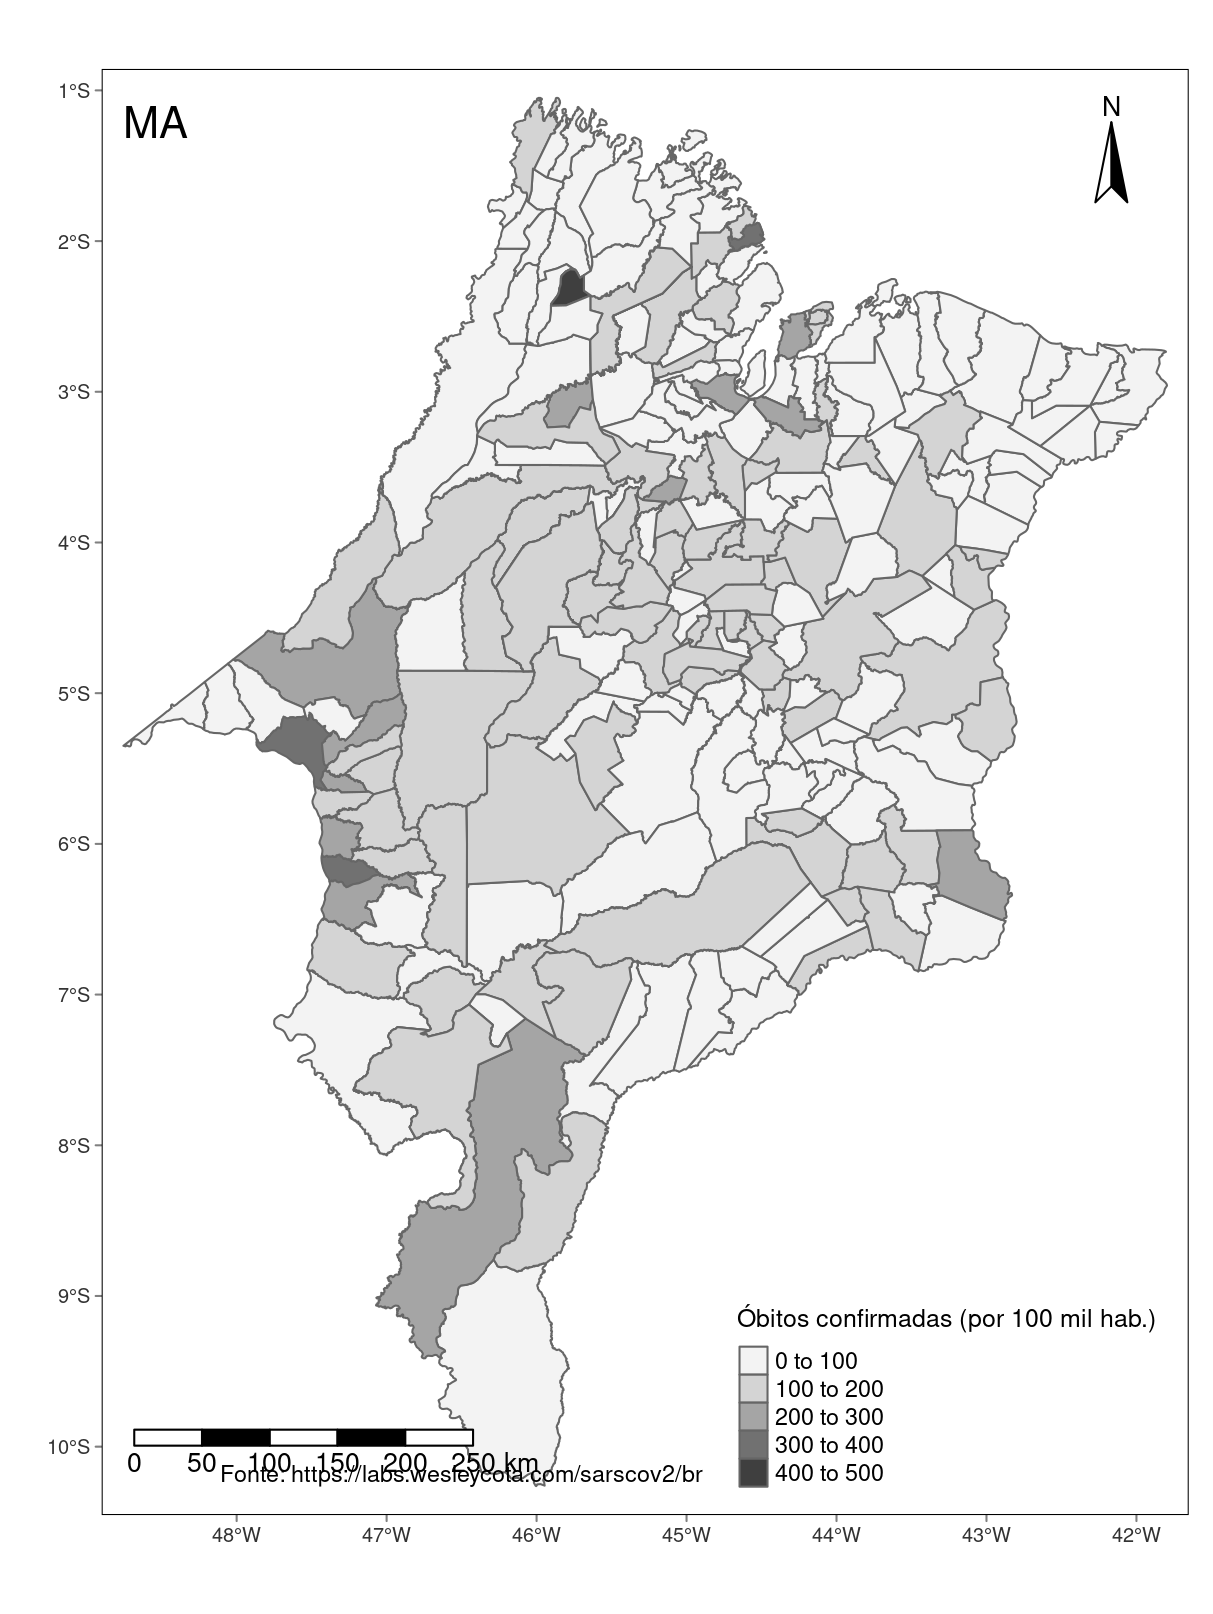 MA
N
1°S
2°S
3°S
4°S
5°S
6°S
7°S
8°S
9°S
10°S
Óbitos confirmadas (por 100 mil hab.)
0 to 100
100 to 200
200 to 300
300 to 400
400 to 500
0 50 100 150 200 250 km
Fonte: https://labs.wesleycota.com/sarscov2/br
48°W 47°W 46°W 45°W 44°W 43°W 42°W